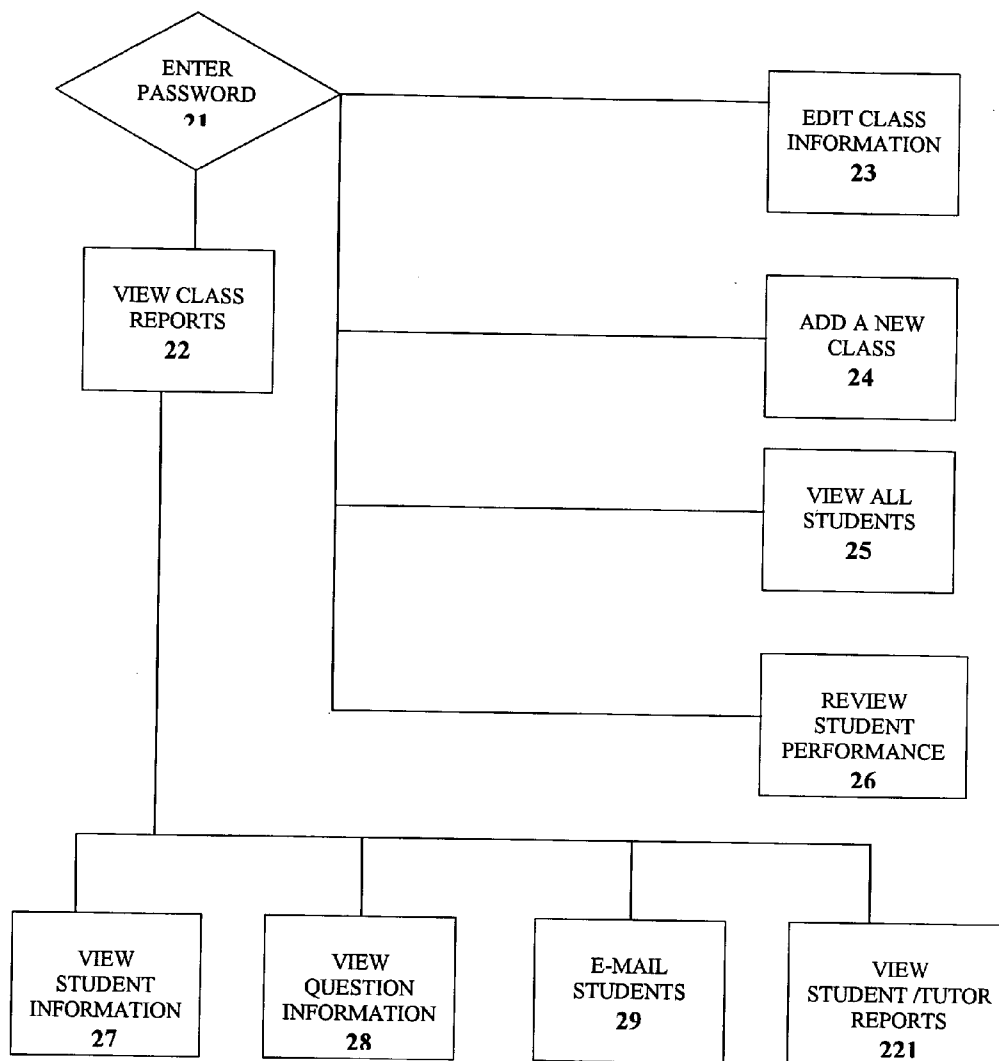 ENTER
PASSWORD
21
EDIT CLASS
INFORMATION
23
VIEW CLASS
REPORTS
22
ADD A NEW
CLASS
24
VIEW ALL
STUDENTS
25
REVIEW
STUDENT
PERFORMANCE
26
VIEW
STUDENT
INFORMATION
27
VIEW
QUESTION
INFORMATION
28
E-MAIL
STUDENTS
29
VIEW
STUDENT /TUTOR
REPORTS
221